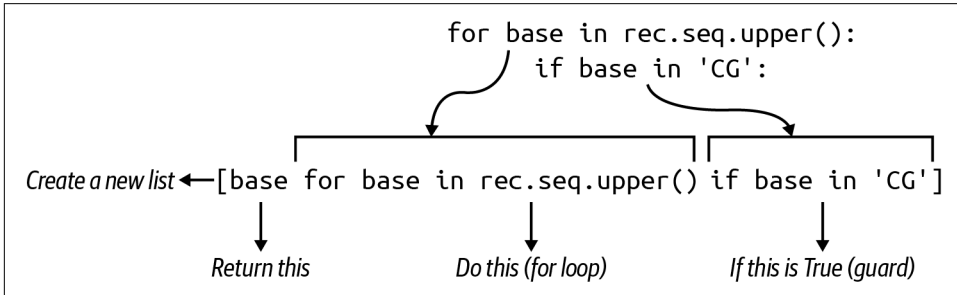 for base in rec.seq.upper():
if base in 'CG':
Create a new list
[base for base in rec.seq.upper() if base in 'CG']
Return this
Do this (for loop)
If this is True (guard)